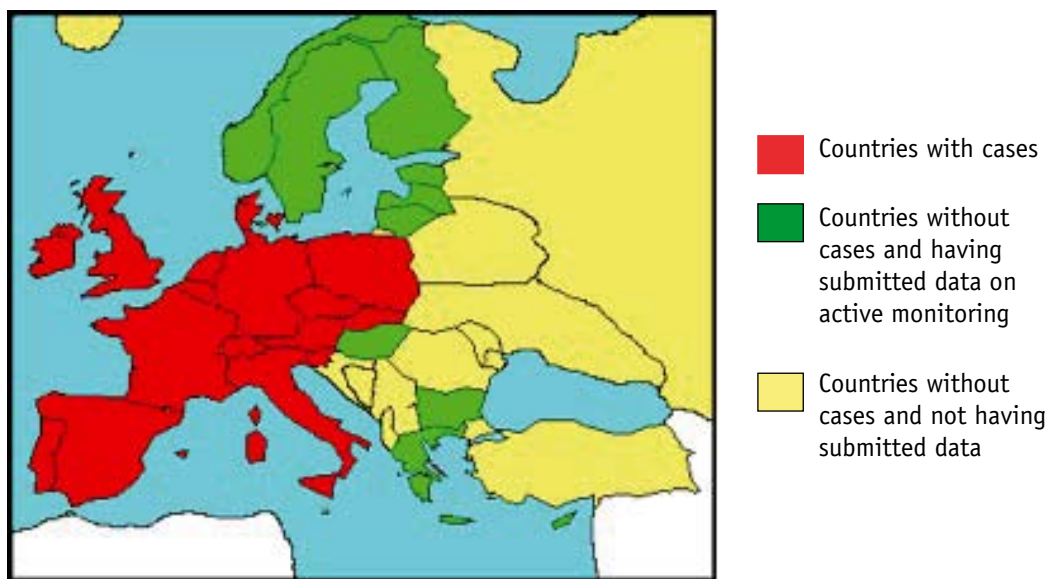 Countries with cases
Countries without
cases and having
submitted data on
active monitoring
Countries without
cases and not having
submitted data